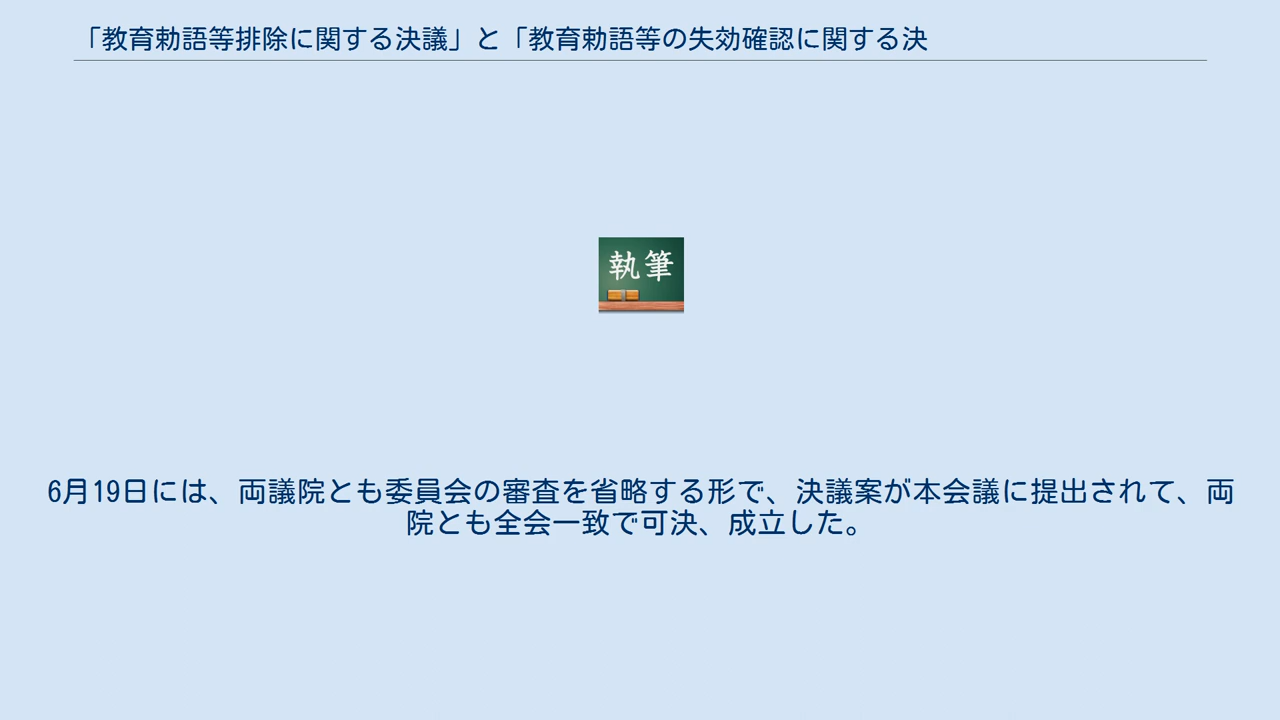 「教育勅語等排除に関する決議」と「教育勅語等の失効確認に関する決
執筆
6月19日には、両議院とも委員会の審査を省略する形で、決議案が本会議に提出されて、両
院とも全会一致で可決、成立した。